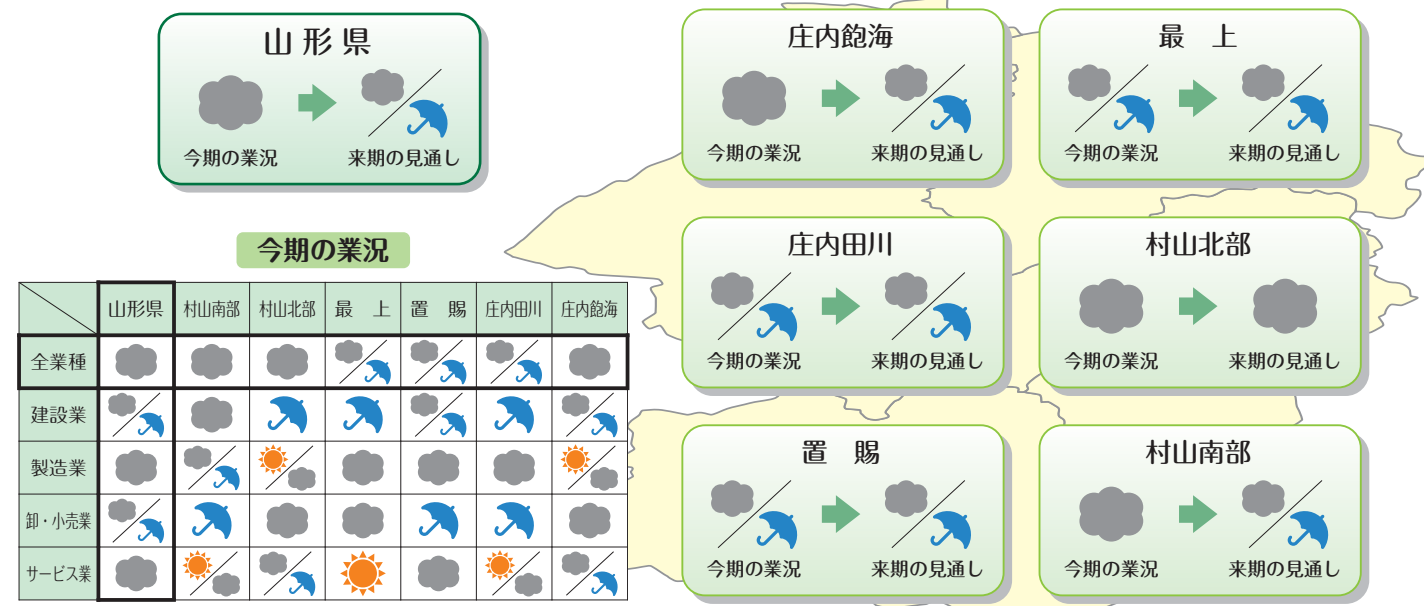 山形県
今期の業況 来期の見通し
庄内飽海
今期の業況 来期の見通し
最 上
今期の業況 来期の見通し
庄内田川
今期の業況 来期の見通し
村山北部
今期の業況 来期の見通し
置 賜
今期の業況 来期の見通し
村山南部
今期の業況 来期の見通し
今期の業況
山形県 村山南部 村山北部 最 上 置 賜 庄内田川 庄内飽海
全業種
建設業
製造業
卸・小売業
サービス業